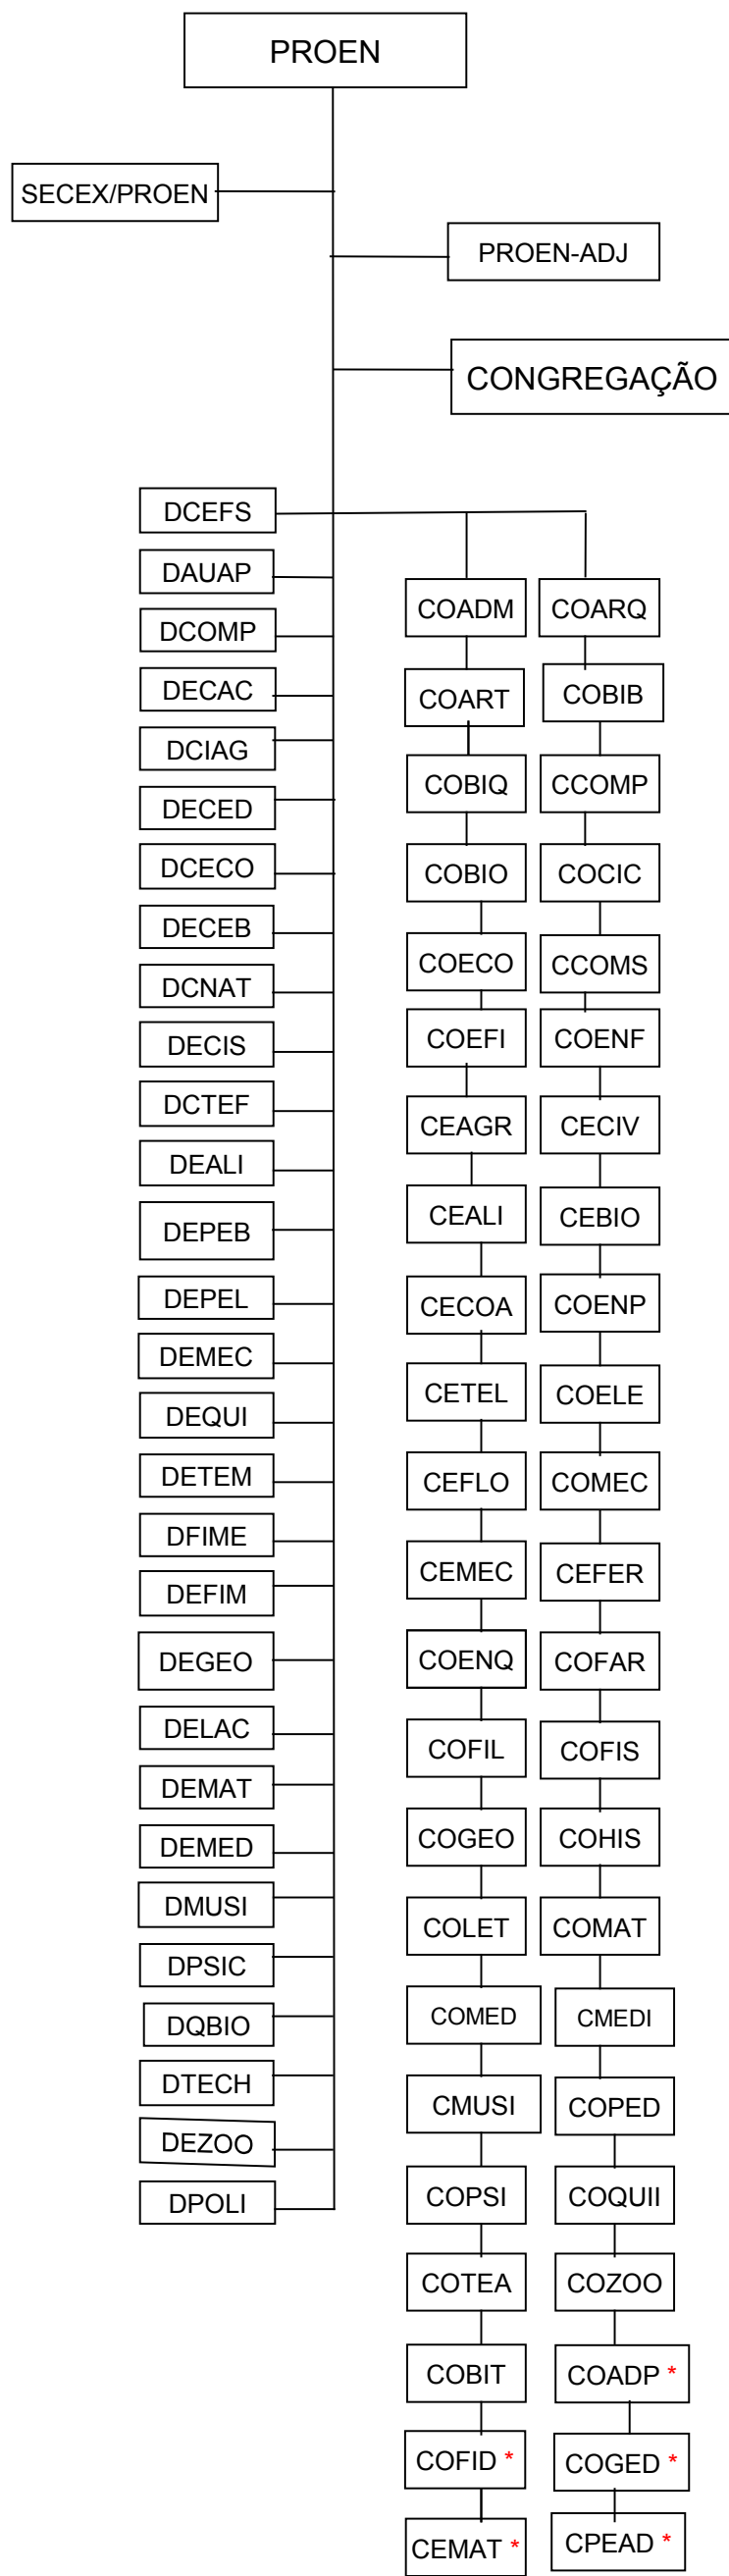 PROEN
SECEX/PROEN
PROEN-ADJ
CONGREGAÇÃO
DCEFS
DAUAP
DCOMP
DECAC
DCIAG
DECED
DCECO
DECEB
DCNAT
DECIS
DCTEF
DEALI
DEPEB
DEPEL
DEMEC
DEQUI
DETEM
DFIME
DEFIM
DEGEO
DELAC
DEMAT
DEMED
DMUSI
DPSIC
DQBIO
DTECH
DEZOO
DPOLI
COADM
COART
COBIQ
COBIO
COECO
COEFI
CEAGR
CEALI
CECOA
CETEL
CEFLO
CEMEC
COENQ
COFIL
COGEO
COLET
COMED
CMUSI
COPSI
COTEA
COBIT
COFID *
CEMAT *
COARQ
COBIB
CCOMP
COCIC
CCOMS
COENF
CECIV
CEBIO
COENP
COELE
COMEC
CEFER
COFAR
COFIS
COHIS
COMAT
CMEDI
COPED
COQUII
COZOO
COADP *
COGED *
CPEAD *